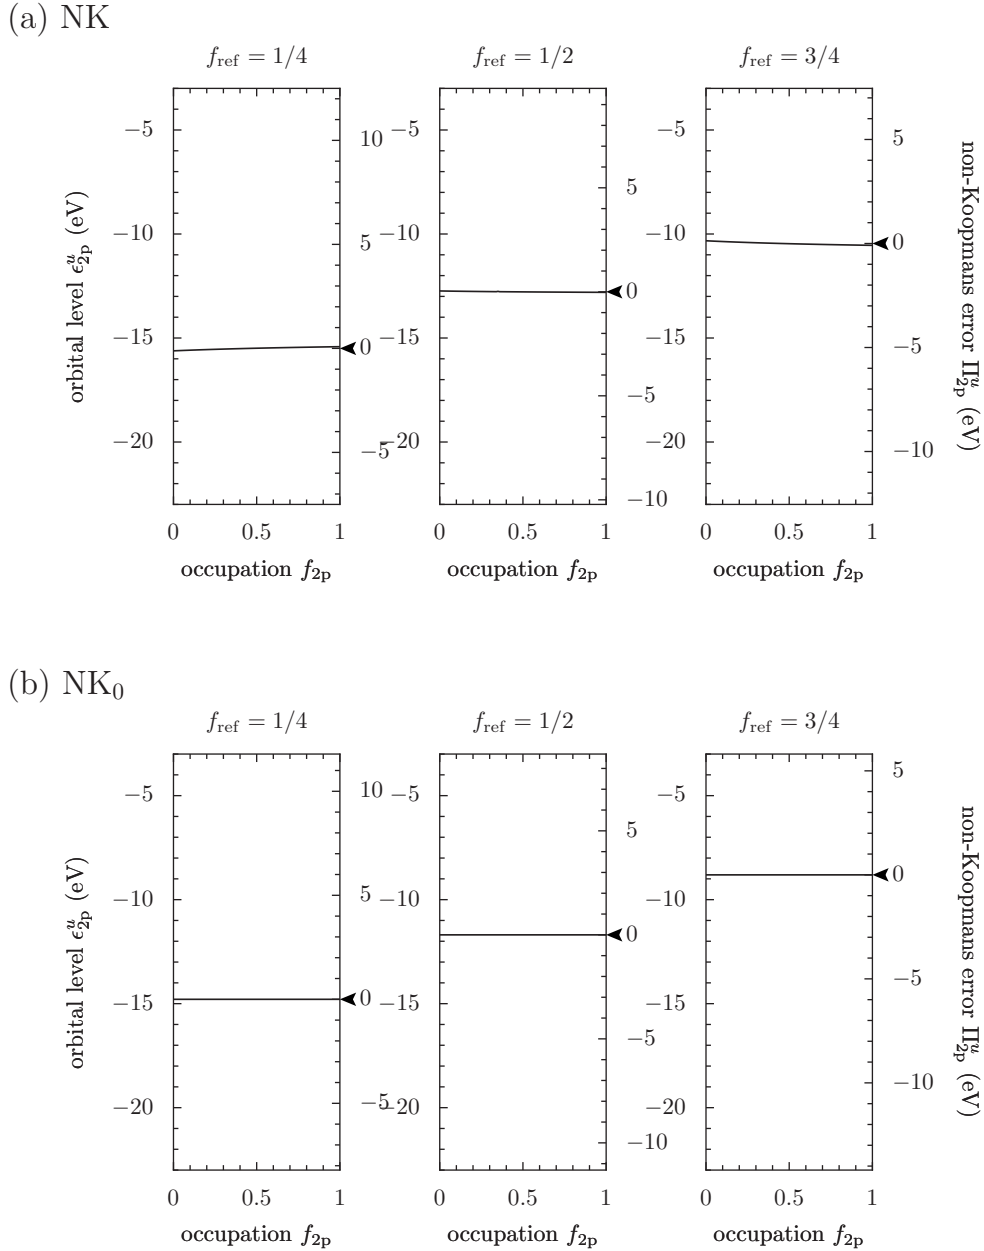 (a) NK
f_ref = 1/4 f_ref = 1/2 f_ref = 3/4
−5 10 −5 5 −5 5
−10 5 −10 0 −10 0
−15 0 −15 −5 −15 −5
−20 −5 −20 −10 −20 −10
orbital level ϵ^u_2p (eV)
non-Koopmans error Π^u_2p (eV)
0 0.5 1 0 0.5 1 0 0.5 1
occupation f_2p occupation f_2p occupation f_2p
(b) NK_0
f_ref = 1/4 f_ref = 1/2 f_ref = 3/4
−5 10 −5 5 −5 5
−10 5 −10 0 −10 0
−15 0 −15 −5 −15 −5
−20 −5 −20 −10 −20 −10
orbital level ϵ^u_2p (eV)
non-Koopmans error Π^u_2p (eV)
0 0.5 1 0 0.5 1 0 0.5 1
occupation f_2p occupation f_2p occupation f_2p